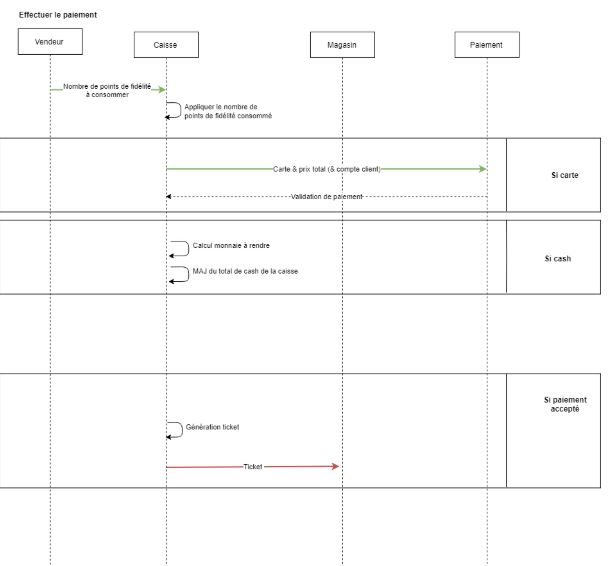 Effectuer le paiement
Vendeur
Caisse
Magasin
Paiement
Nombre de points de fidélité
à consommer
Appliquer le nombre de
points de fidélité consommé
Carte & prix total (& compte client)
Si carte
Validation de paiement
Calcul monnaie à rendre
Si cash
MAJ du total de cash de la caisse
Si paiement
accepté
Génération ticket
Ticket